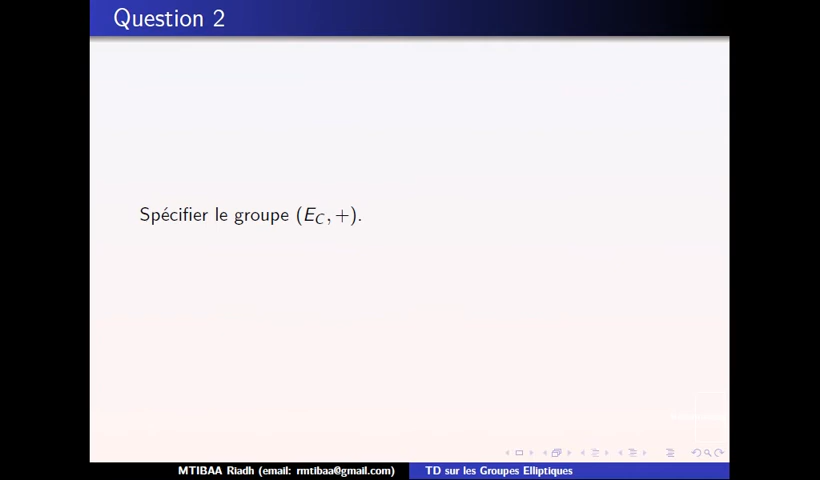 Question 2
Spécifier le groupe (E_C, +).
MTIBAA Riadh (email: rmtibaa@gmail.com) TD sur les Groupes Elliptiques